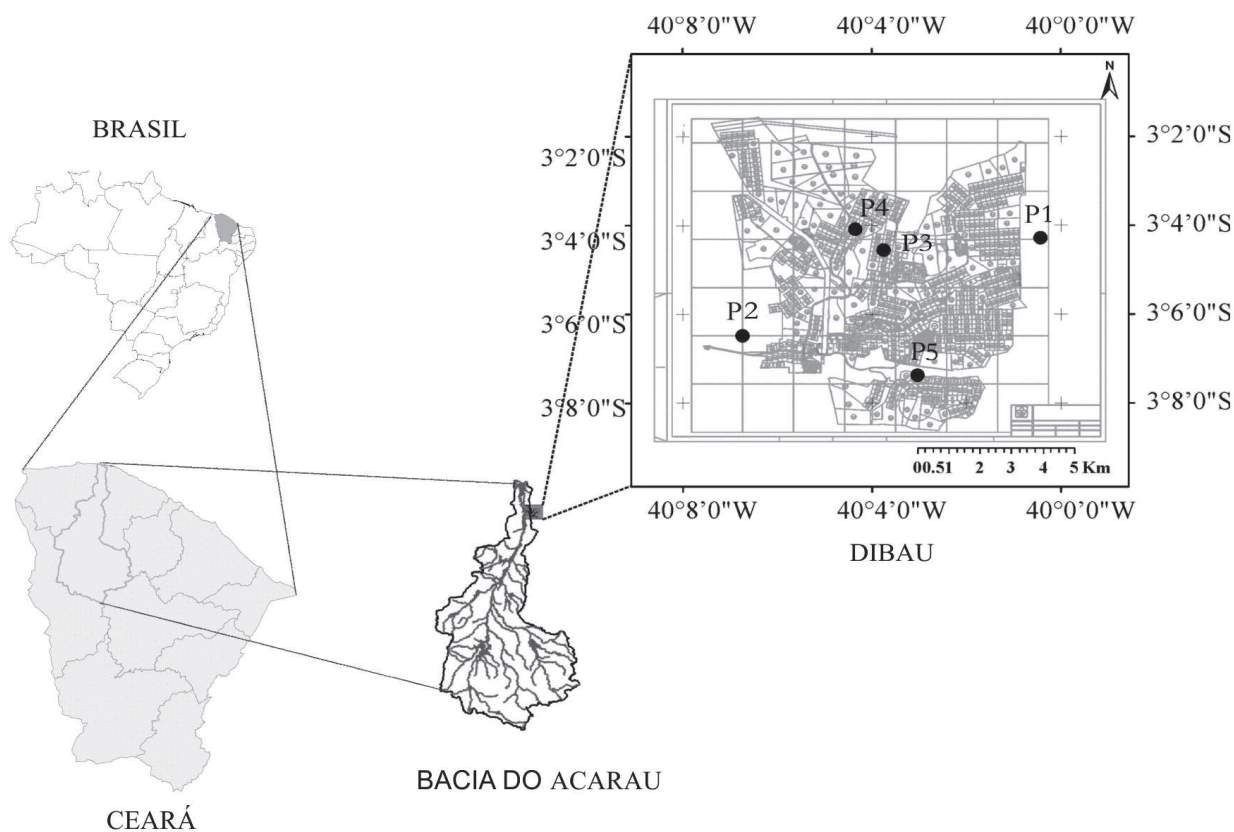 BRASIL
CEARÁ
BACIA DO ACARAU
40°8'0"W 40°4'0"W 40°0'0"W
N
3°2'0"S 3°2'0"S
3°4'0"S 3°4'0"S
3°6'0"S 3°6'0"S
3°8'0"S 3°8'0"S
P4
P1
P3
P2
P5
00.51 2 3 4 5 Km
40°8'0"W 40°4'0"W 40°0'0"W
DIBAU